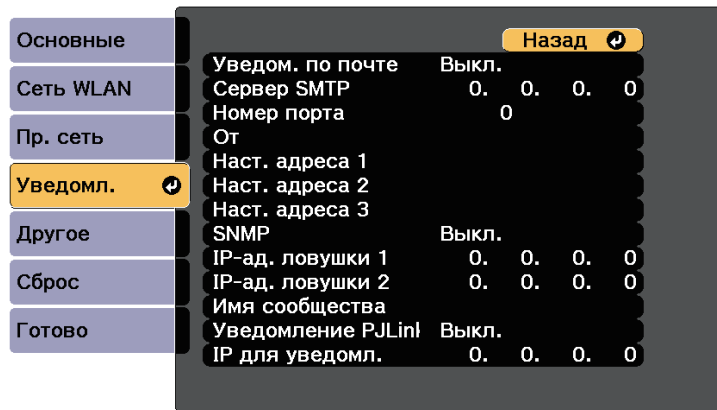 Основные
Сеть WLAN
Пр. сеть
Уведомл.
Другое
Сброс
Готово
Назад
Уведом. по почте Выкл.
Сервер SMTP 0. 0. 0. 0
Номер порта 0
От
Наст. адреса 1
Наст. адреса 2
Наст. адреса 3
SNMP Выкл.
IP-ад. ловушки 1 0. 0. 0. 0
IP-ад. ловушки 2 0. 0. 0. 0
Имя сообщества
Уведомление PJLinl Выкл.
IP для уведомл. 0. 0. 0. 0